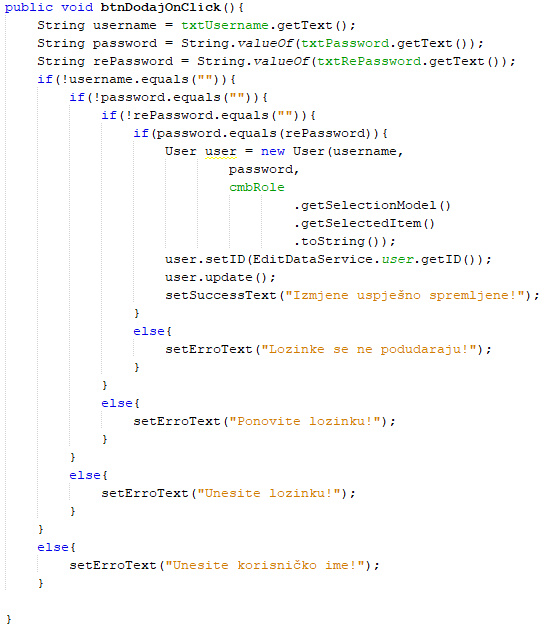 public void btnDodajOnClick(){
    String username = txtUsername.getText();
    String password = String.valueOf(txtPassword.getText());
    String rePassword = String.valueOf(txtRePassword.getText());
    if(!username.equals("")){
        if(!password.equals("")){
            if(!rePassword.equals("")){
                if(password.equals(rePassword)){
                    User user = new User(username,
                            password,
                            cmbRole
                                    .getSelectionModel()
                                    .getSelectedItem()
                                    .toString());
                    user.setID(EditDataService.user.getID());
                    user.update();
                    setSuccessText("Izmjene uspješno spremljene!");
                }
                else{
                    setErroText("Lozinke se ne podudaraju!");
                }
            }
            else{
                setErroText("Ponovite lozinku!");
            }
        }
        else{
            setErroText("Unesite lozinku!");
        }
    }
    else{
        setErroText("Unesite korisničko ime!");
    }
}